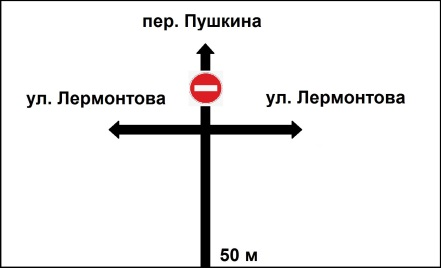 пер. Пушкина
ул. Лермонтова
ул. Лермонтова
50 м